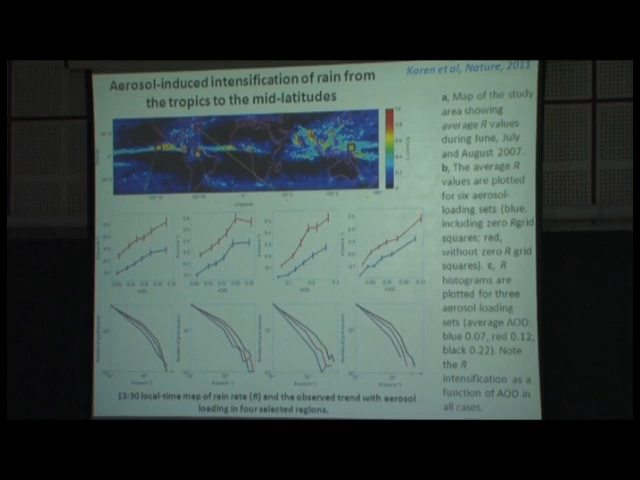 Koren et al, Nature, 2011
Aerosol-induced intensification of rain from
the tropics to the mid-latitudes
a, Map of the study
area showing
average R values
during June, July
and August 2007.
b, The average R
values are plotted
for six aerosol-
loading sets (blue,
including zero R grid
squares; red,
without zero R grid
squares). c, R
histograms are
plotted for three
aerosol-loading
sets (average AOD:
blue 0.07, red 0.12,
black 0.22). Note
the R
intensification as a
function of AOD in
all cases.
13:30 local-time map of rain rate (R) and the observed trend with aerosol
loading in four selected regions.